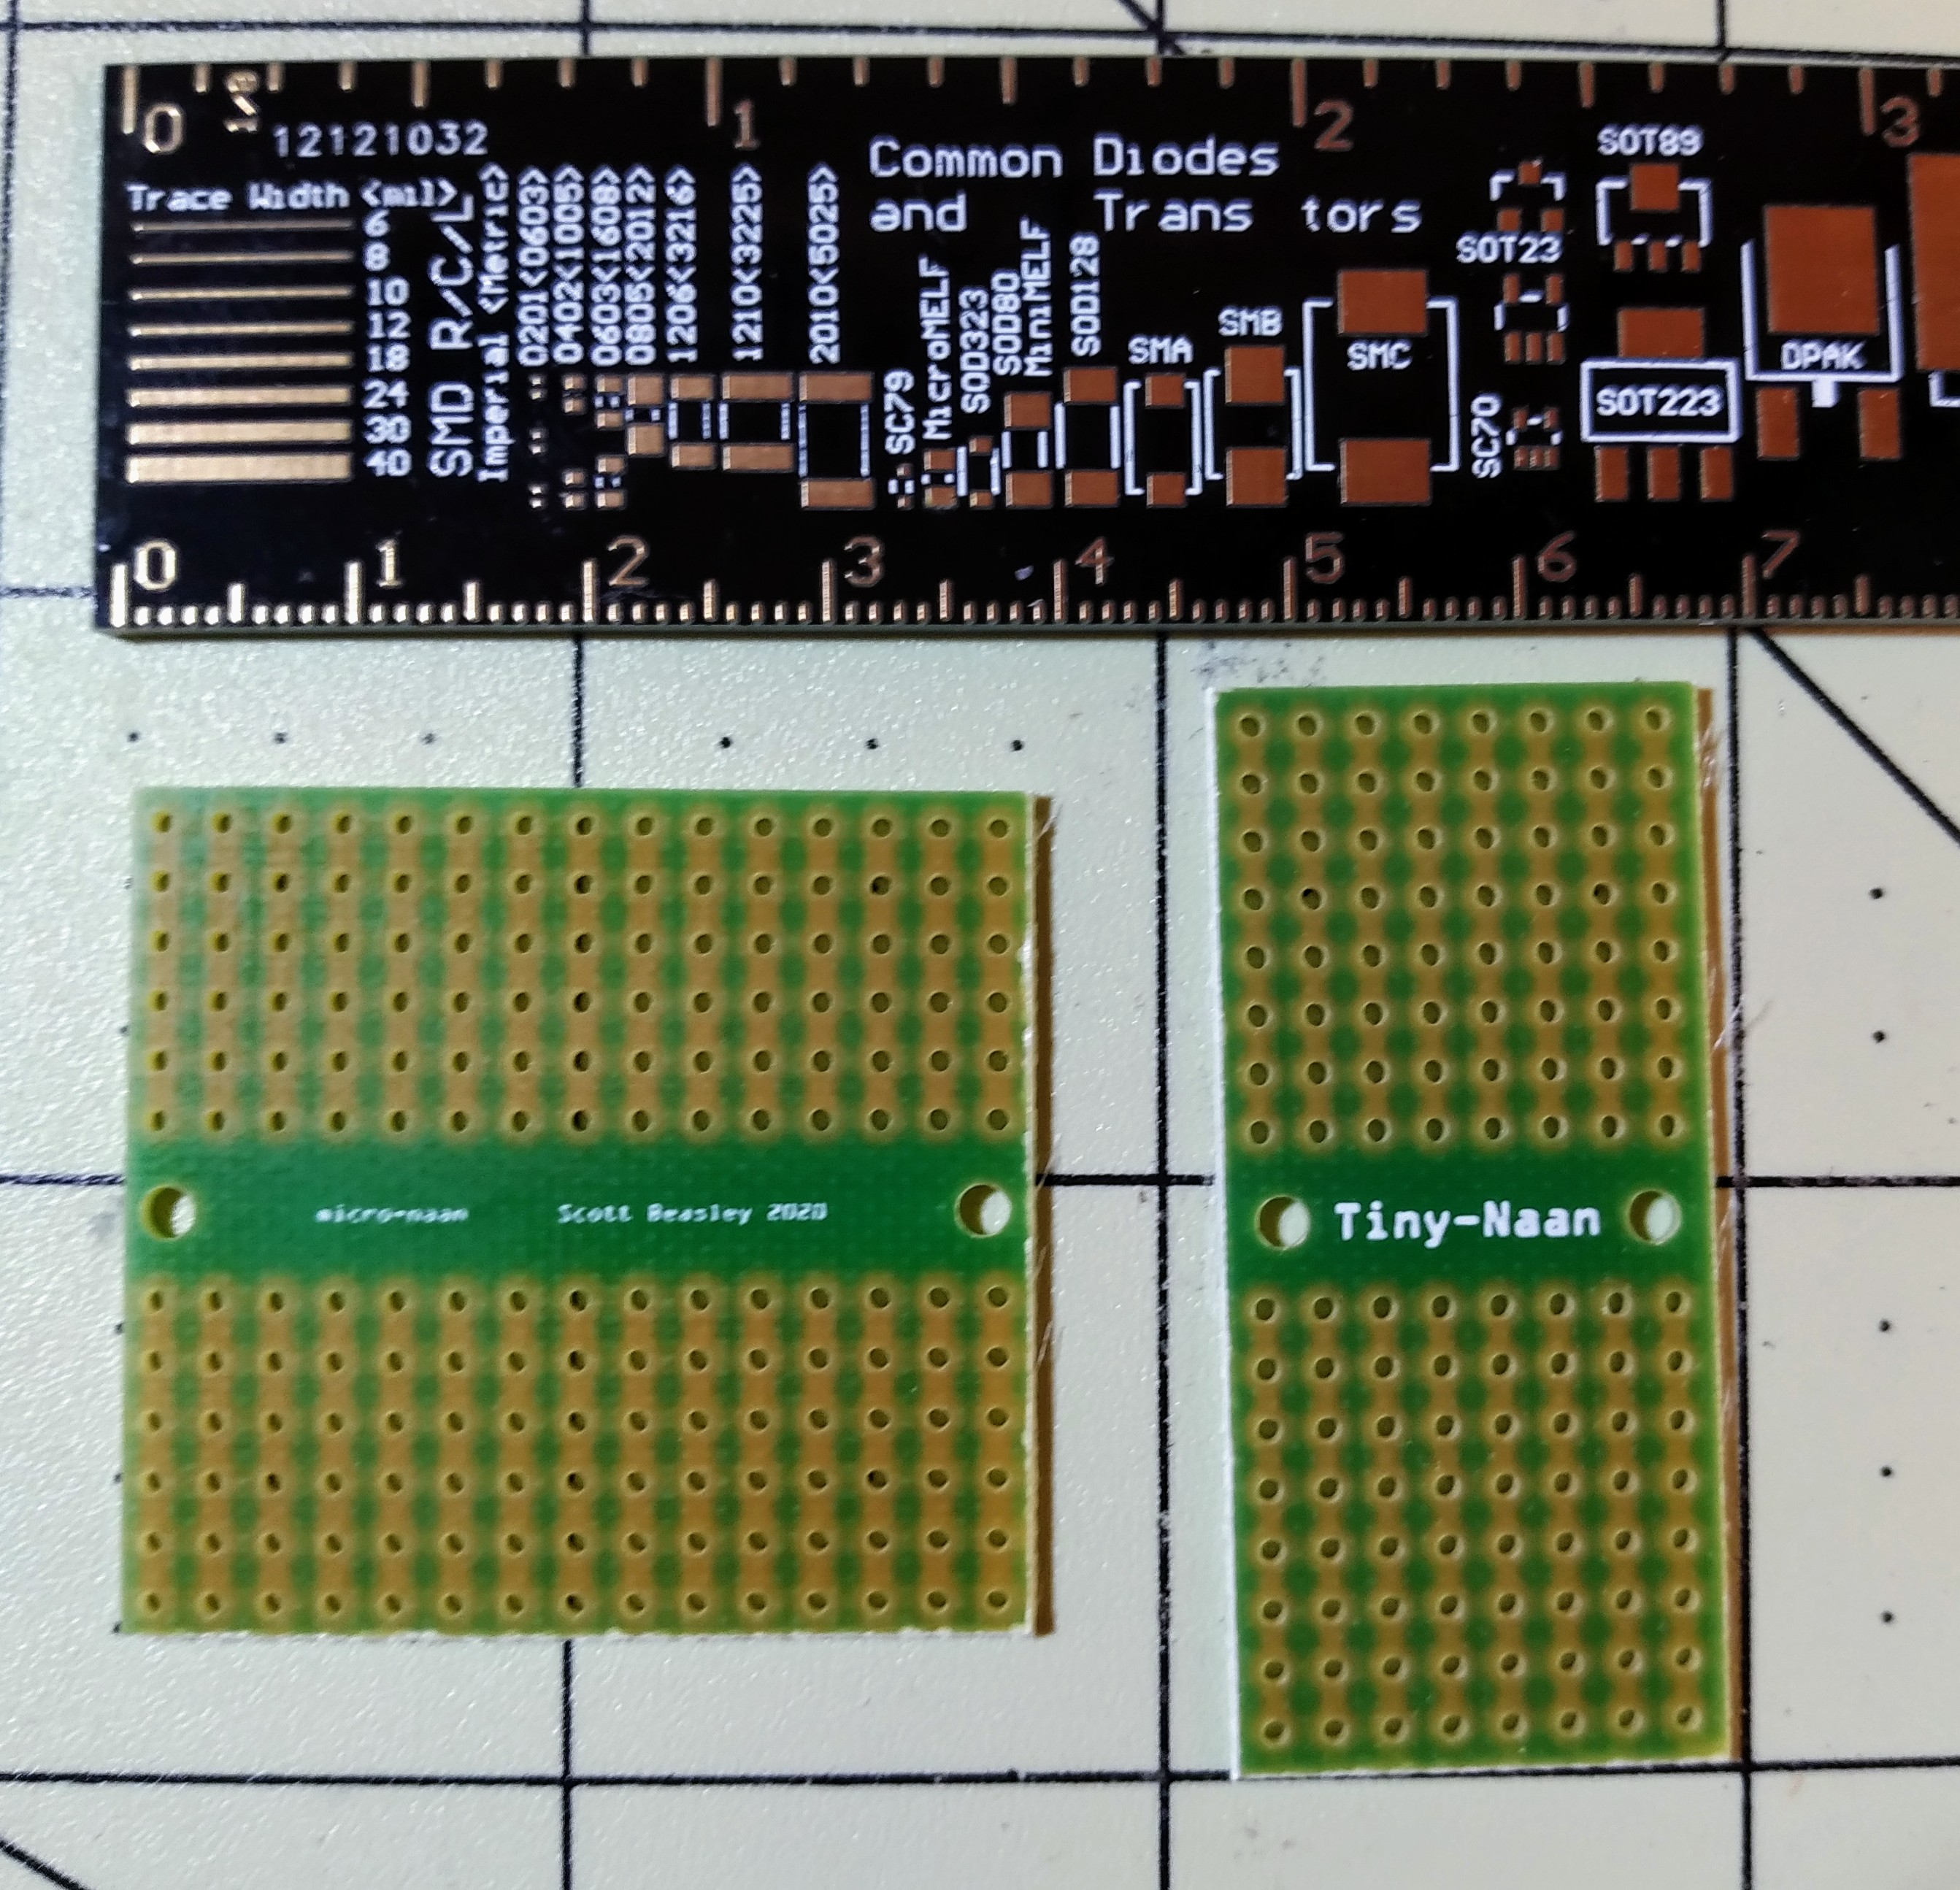 0 1 2 3
1/8
12121032
Trace Width <mil>
6
8
10
12
18
24
30
40
SMD R/C/L
Imperial <Metric>
0201<0603>
0402<1005>
0603<1608>
0805<2012>
1206<3216>
1210<3225>
2010<5025>
Common Diodes
and Trans tors
SC79
MicroMELF
SOD323
SOD80
MiniMELF
SOD128
SMA
SMB
SMC
SOT23
SC70
SOT89
SOT223
DPAK
0 1 2 3 4 5 6 7
micro-naan Scott Beasley 2020
Tiny-Naan